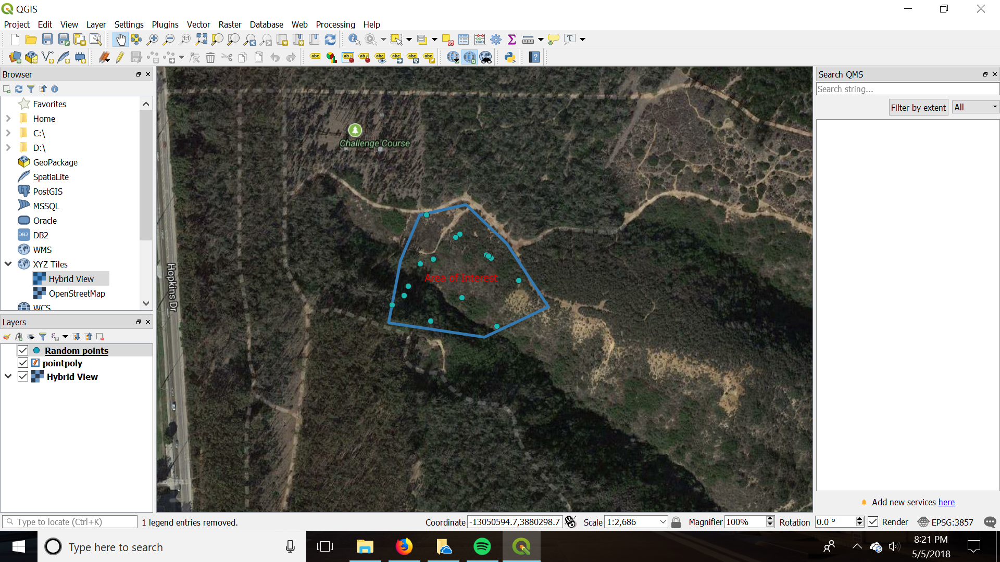 QGIS
Project Edit View Layer Settings Plugins Vector Raster Database Web Processing Help
Browser
Favorites
Home
C:\
D:\
GeoPackage
SpatiaLite
PostGIS
MSSQL
Oracle
DB2 DB2
WMS
XYZ Tiles
Hybrid View
OpenStreetMap
WCS
Layers
Random points
pointpoly
Hybrid View
Challenge Course
Hopkins Dr
Area of Interest
Search QMS
Search string...
Filter by extent All
Add new services here
Type to locate (Ctrl+K) 1 legend entries removed. Coordinate -13050594.7,3880298.7 Scale 1:2,686 Magnifier 100% Rotation 0.0 ° Render EPSG:3857
Type here to search
8:21 PM
5/5/2018